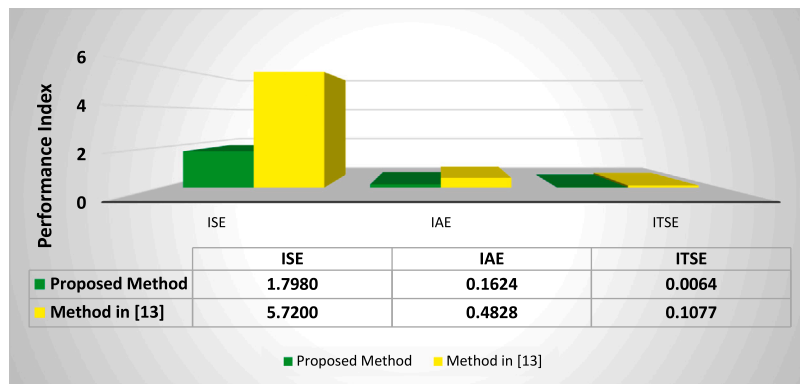 Performance Index
6
4
2
0
ISE IAE ITSE
ISE IAE ITSE
Proposed Method 1.7980 0.1624 0.0064
Method in [13] 5.7200 0.4828 0.1077
Proposed Method Method in [13]